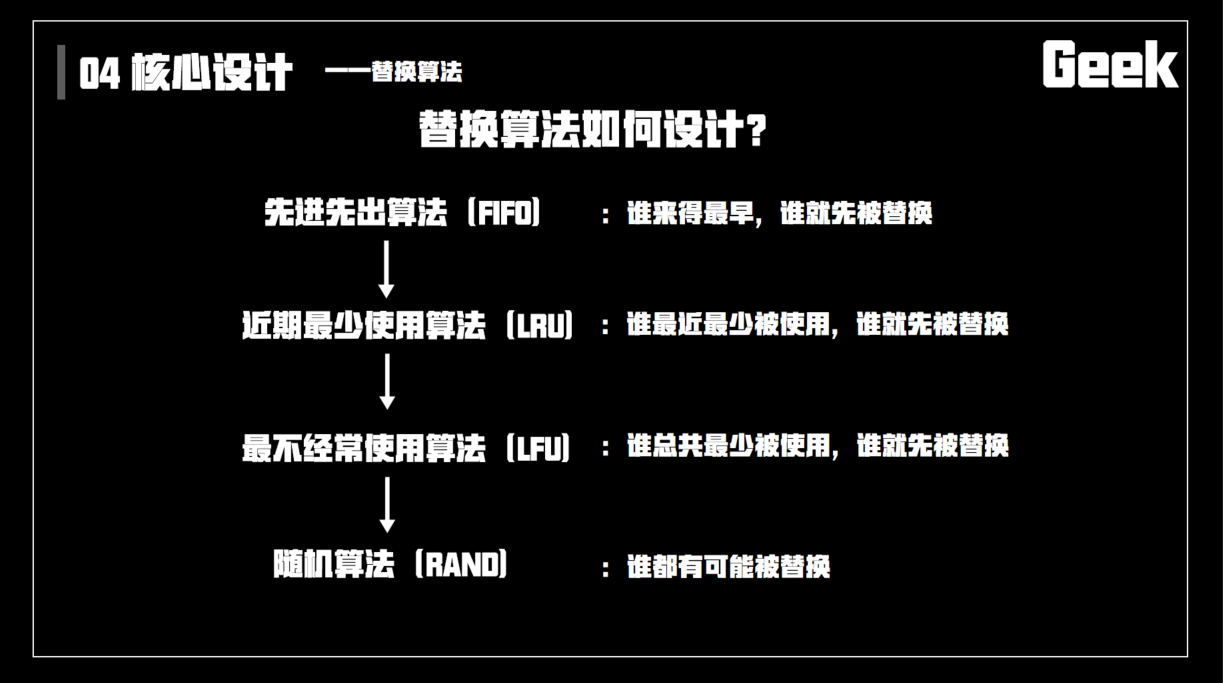 04 核心设计 ——替换算法
Geek
替换算法如何设计?
先进先出算法 (FIFO) : 谁来得最早, 谁就先被替换
近期最少使用算法 (LRU) : 谁最近最少被使用, 谁就先被替换
最不经常使用算法 (LFU) : 谁总共最少被使用, 谁就先被替换
随机算法 (RAND) : 谁都有可能被替换